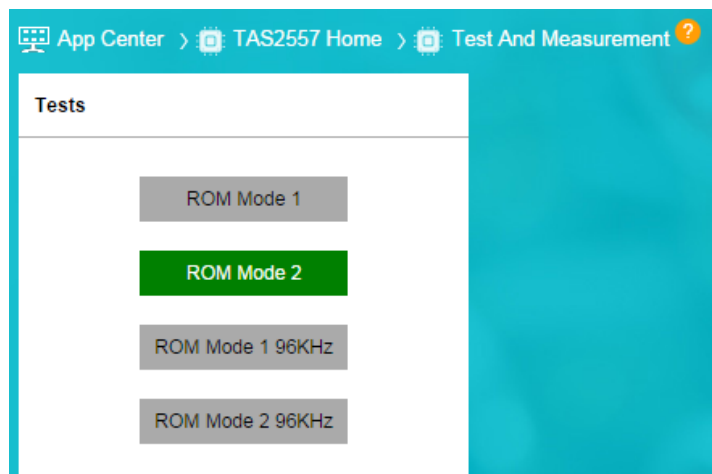 App Center > TAS2557 Home > Test And Measurement ?
Tests
ROM Mode 1
ROM Mode 2
ROM Mode 1 96KHz
ROM Mode 2 96KHz